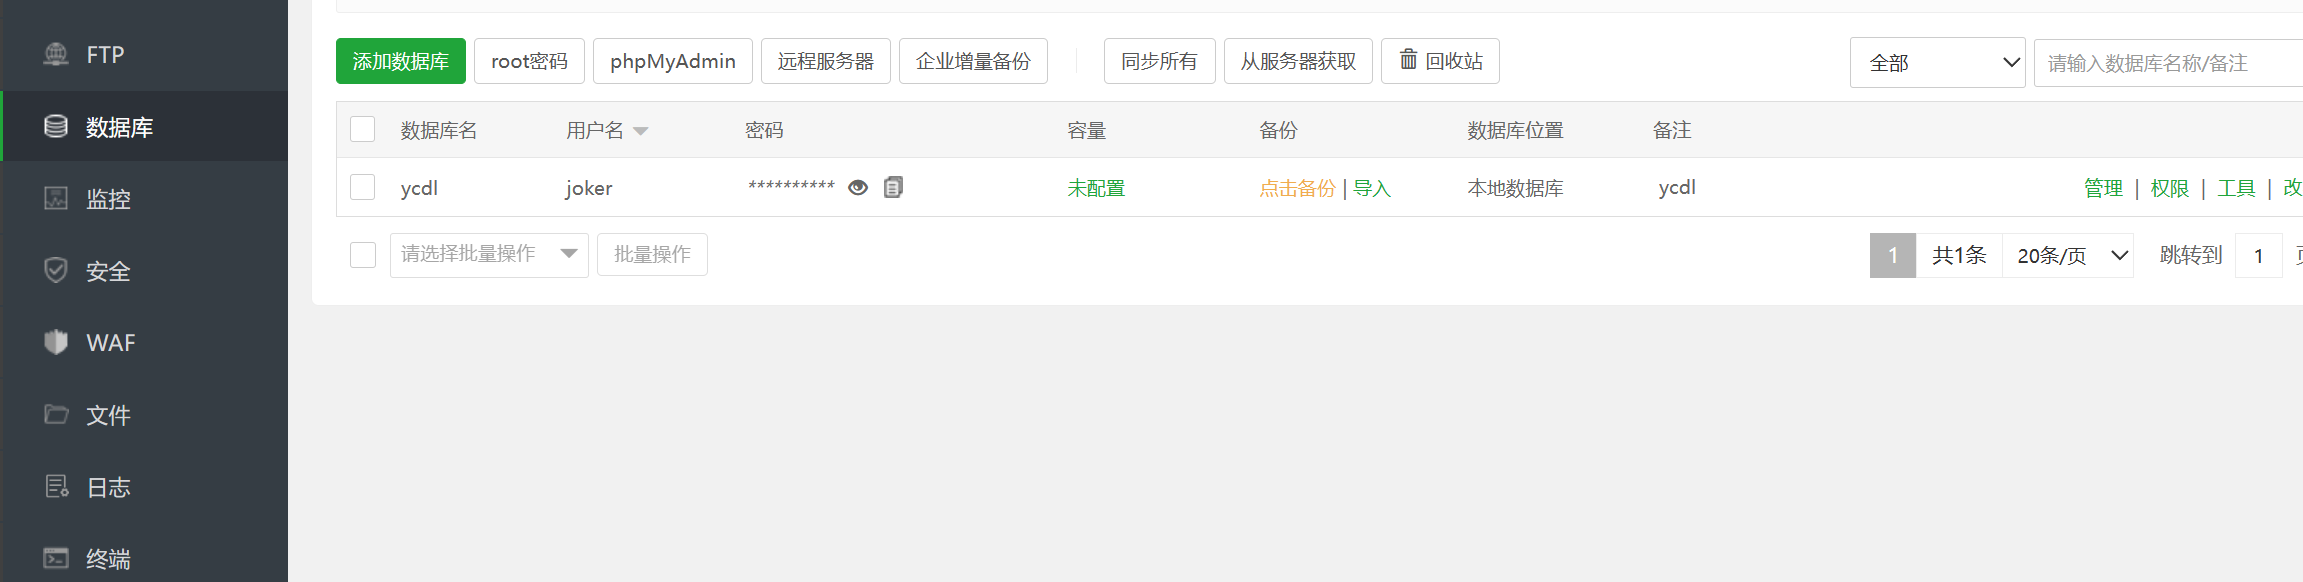 FTP
数据库
监控
安全
WAF
文件
日志
终端
添加数据库 root密码 phpMyAdmin 远程服务器 企业增量备份 同步所有 从服务器获取 回收站 全部 请输入数据库名称/备注
数据库名 用户名 密码 容量 备份 数据库位置 备注
ycdl joker ********** 未配置 点击备份 | 导入 本地数据库 ycdl 管理 | 权限 | 工具 | 改
请选择批量操作 批量操作 1 共1条 20条/页 跳转到 1